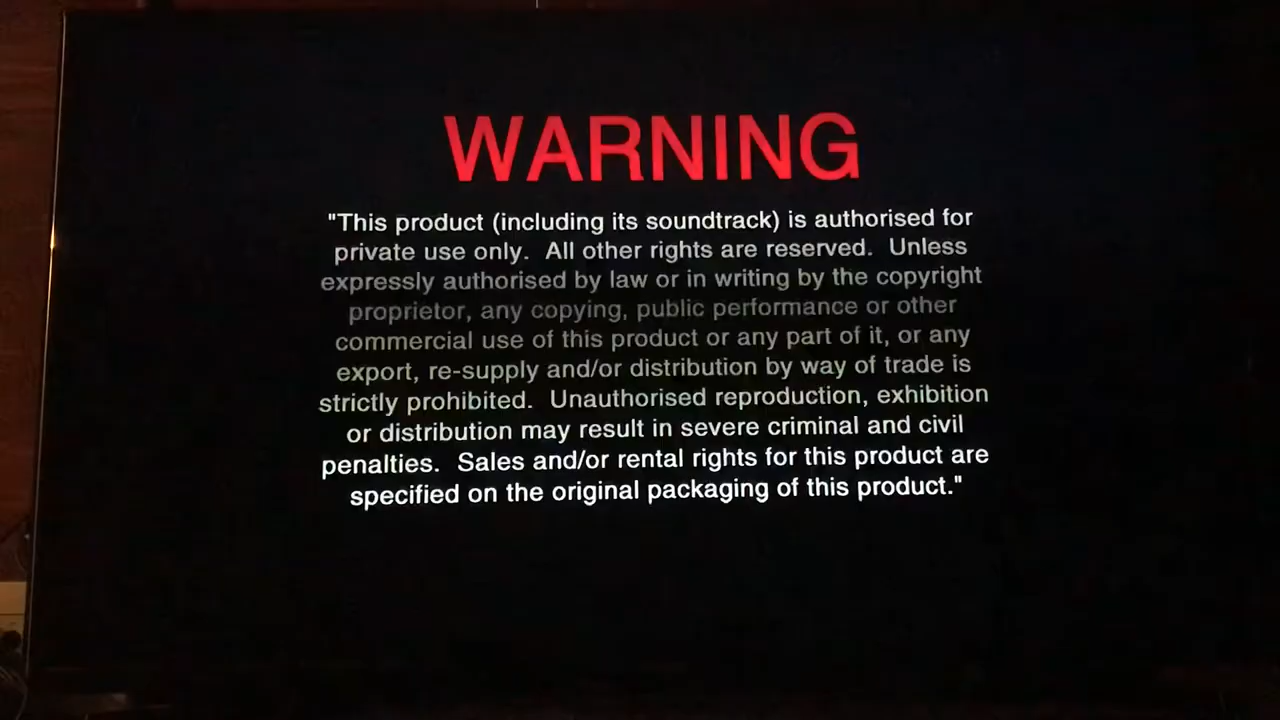 WARNING
"This product (including its soundtrack) is authorised for
private use only.  All other rights are reserved.  Unless
expressly authorised by law or in writing by the copyright
proprietor, any copying, public performance or other
commercial use of this product or any part of it, or any
export, re-supply and/or distribution by way of trade is
strictly prohibited.  Unauthorised reproduction, exhibition
or distribution may result in severe criminal and civil
penalties.  Sales and/or rental rights for this product are
specified on the original packaging of this product."